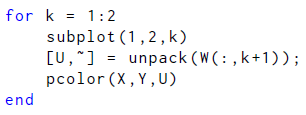 for k = 1:2
    subplot(1,2,k)
    [U,~] = unpack(W(:,k+1));
    pcolor(X,Y,U)
end